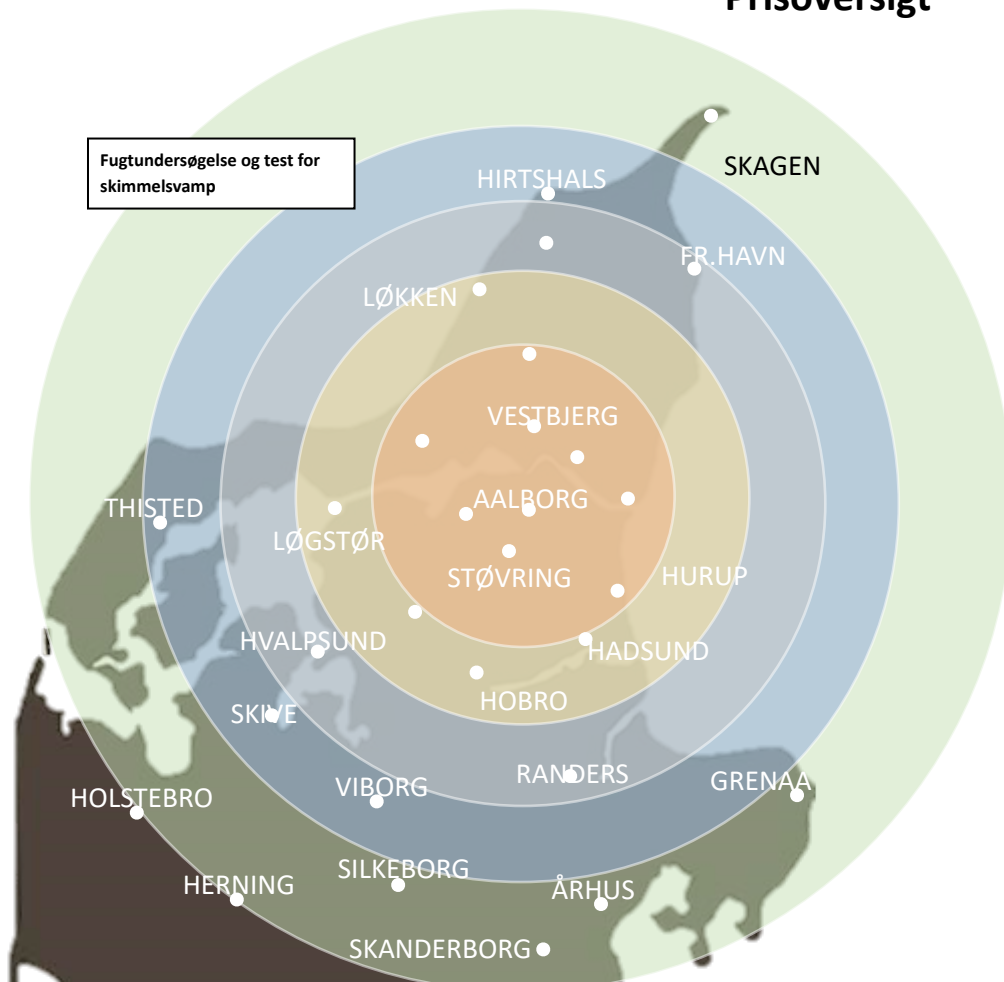 Prisoversigt
Fugtundersøgelse og test for
skimmelsvamp
SKAGEN
HIRTSHALS
FR.HAVN
LØKKEN
VESTBJERG
AALBORG
THISTED
LØGSTØR
STØVRING
HURUP
HVALPSUND
HADSUND
HOBRO
SKIVE
RANDERS
GRENAA
VIBORG
HOLSTEBRO
SILKEBORG
HERNING
ÅRHUS
SKANDERBORG